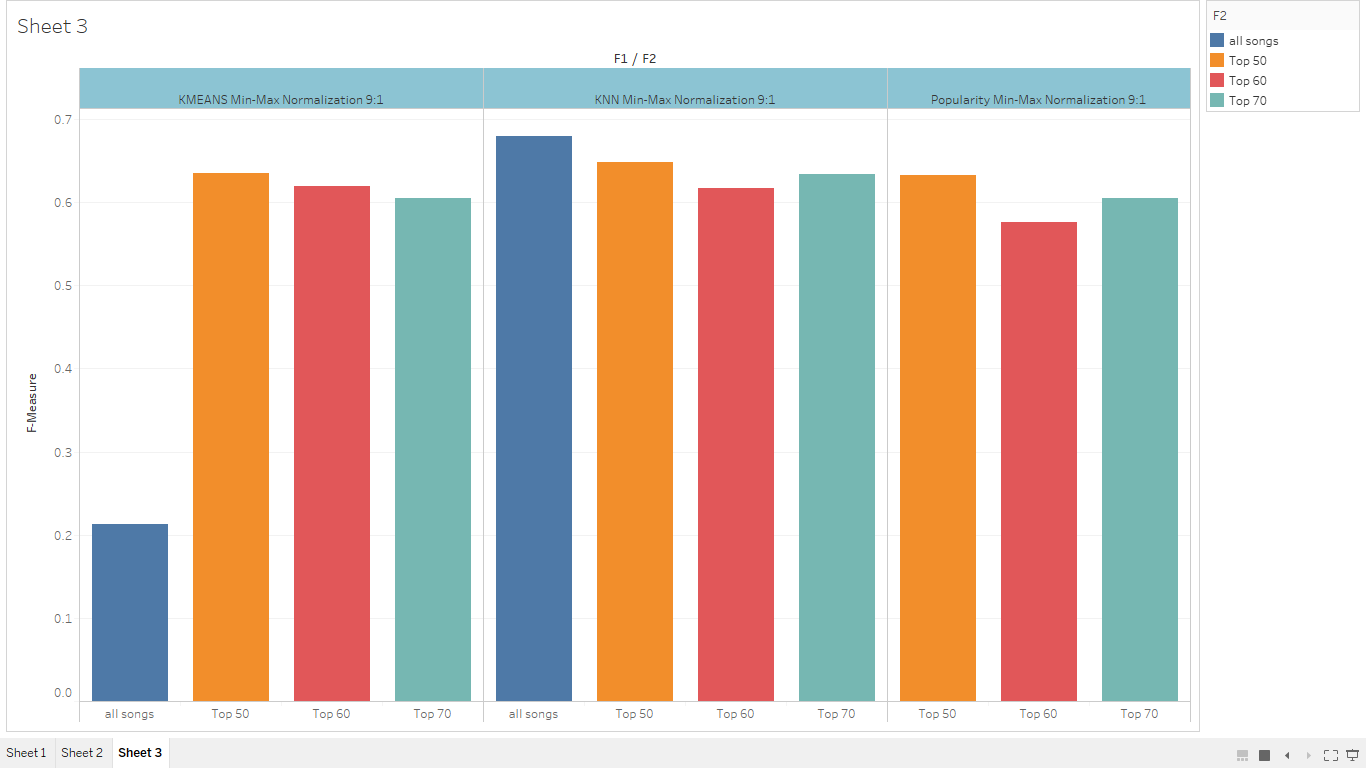 Sheet 3
F1 / F2
KMEANS Min-Max Normalization 9:1 KNN Min-Max Normalization 9:1 Popularity Min-Max Normalization 9:1
0.7
0.6
0.5
0.4
0.3
0.2
0.1
0.0
F-Measure
all songs Top 50 Top 60 Top 70 all songs Top 50 Top 60 Top 70 Top 50 Top 60 Top 70
F2
all songs
Top 50
Top 60
Top 70
Sheet 1 Sheet 2 Sheet 3